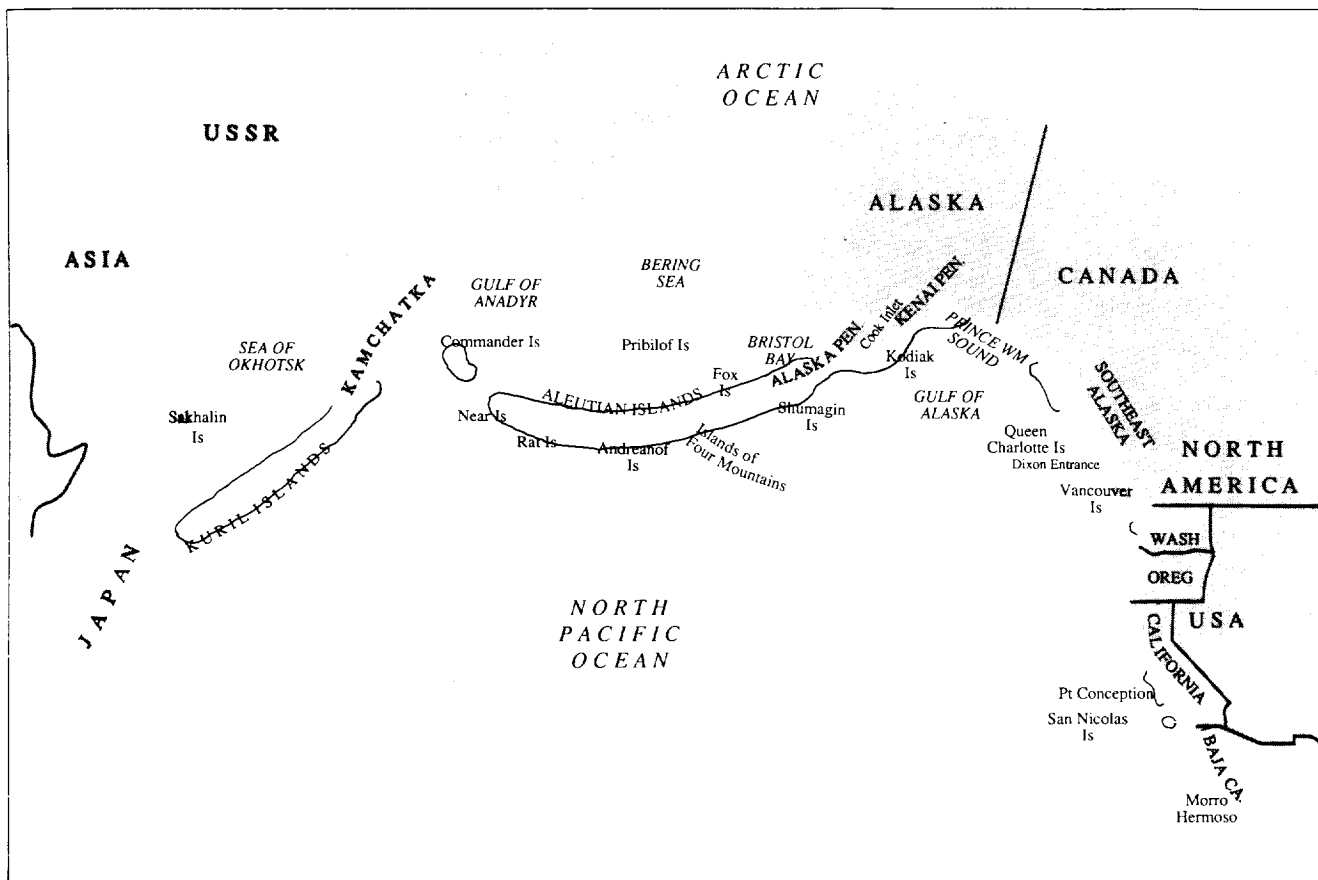 ARCTIC
OCEAN
USSR
ALASKA
ASIA
CANADA
GULF OF
ANADYR
BERING
SEA
KAMCHATKA
SEA OF
OKHOTSK
Commander Is
Pribilof Is
BRISTOL
BAY
ALASKA PEN.
Cook Inlet
KENAI PEN.
PRINCE WM
SOUND
Kodiak
Is
GULF OF
ALASKA
SOUTHEAST
ALASKA
Sakhalin
Is
Near Is
ALEUTIAN ISLANDS
Fox
Is
Shumagin
Is
Rat Is
Andreanof
Is
Islands of
Four Mountains
Queen
Charlotte Is
Dixon Entrance
NORTH
AMERICA
Vancouver
Is
KURIL ISLANDS
JAPAN
WASH
OREG
NORTH
PACIFIC
OCEAN
USA
CALIFORNIA
Pt Conception
San Nicolas
Is
BAJA CA.
Morro
Hermoso